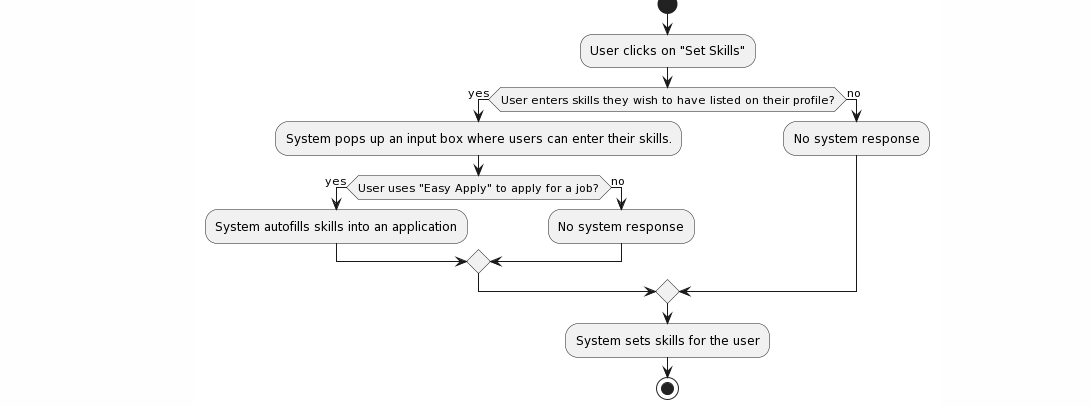 User clicks on "Set Skills"
yes
User enters skills they wish to have listed on their profile?
no
System pops up an input box where users can enter their skills.
No system response
yes
User uses "Easy Apply" to apply for a job?
no
System autofills skills into an application
No system response
System sets skills for the user